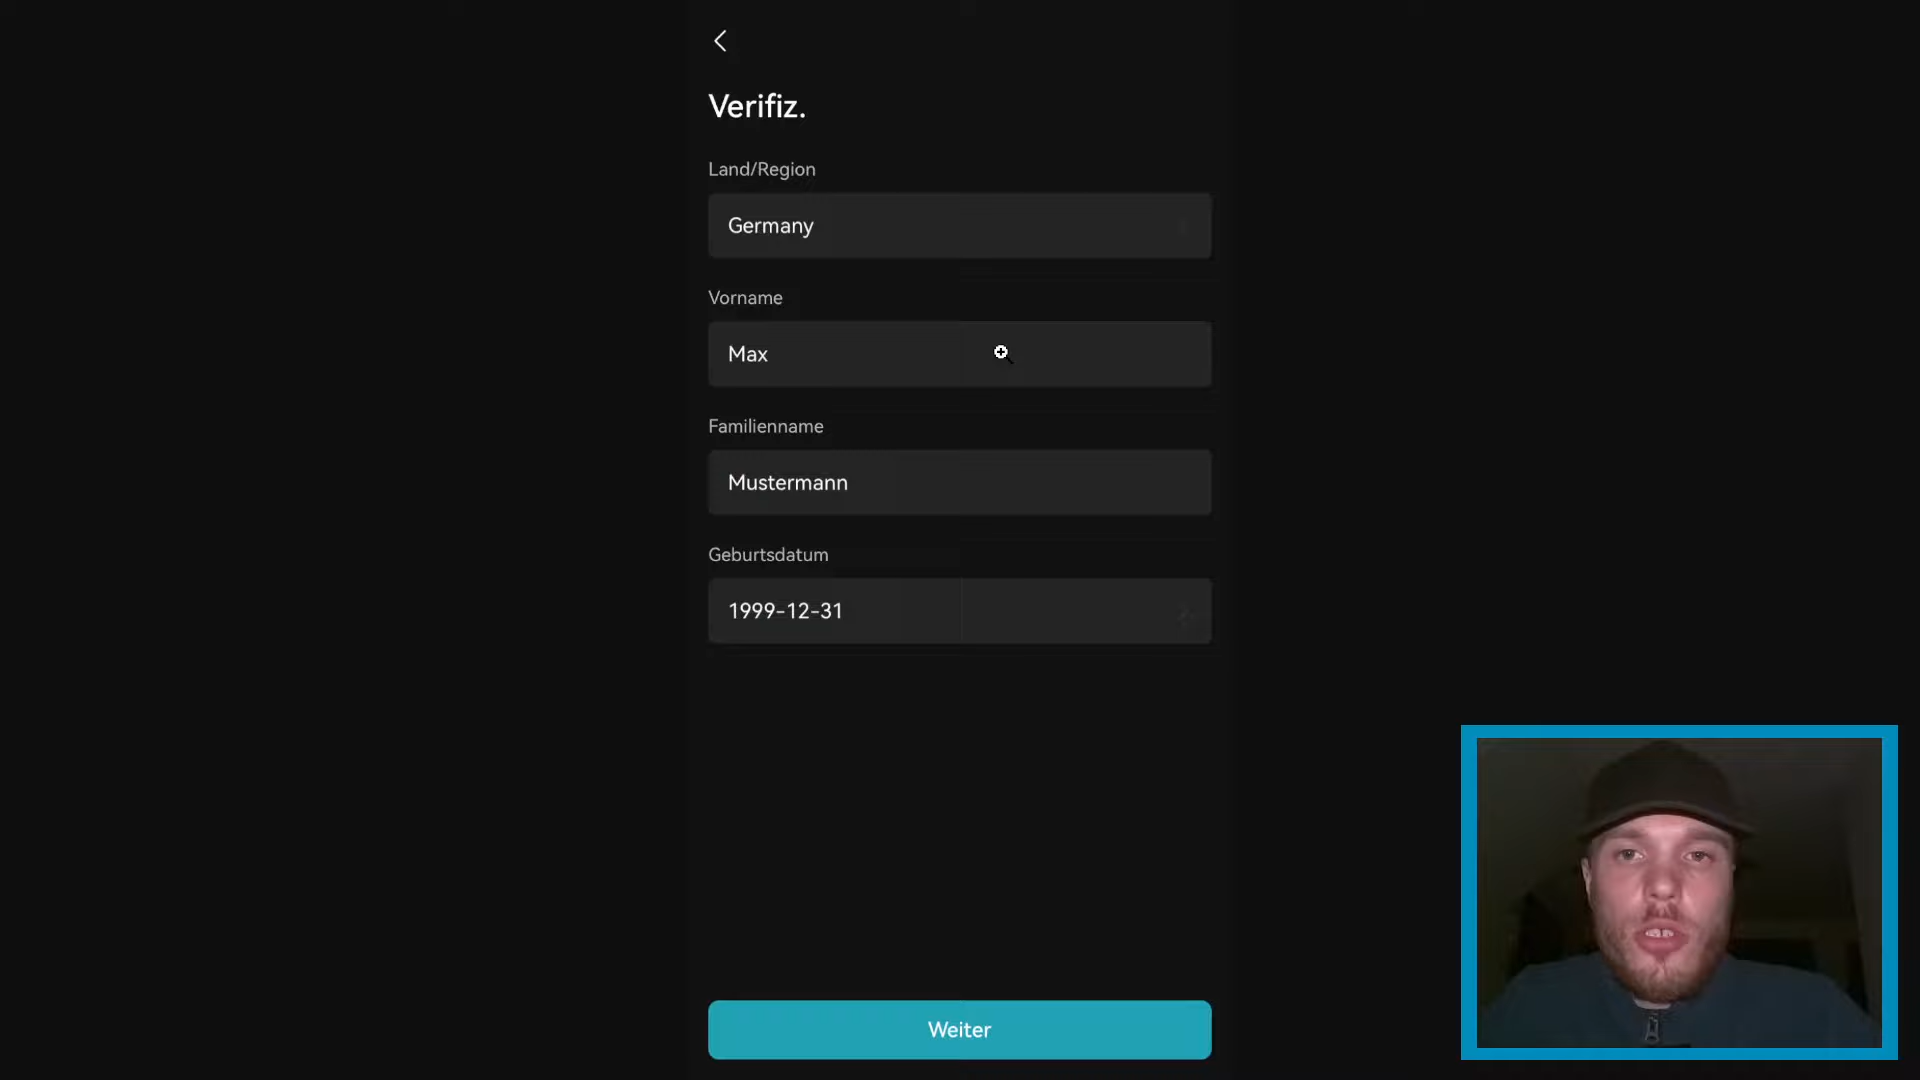 Verifiz.
Land/Region
Germany
Vorname
Max
Familienname
Mustermann
Geburtsdatum
1999-12-31
Weiter